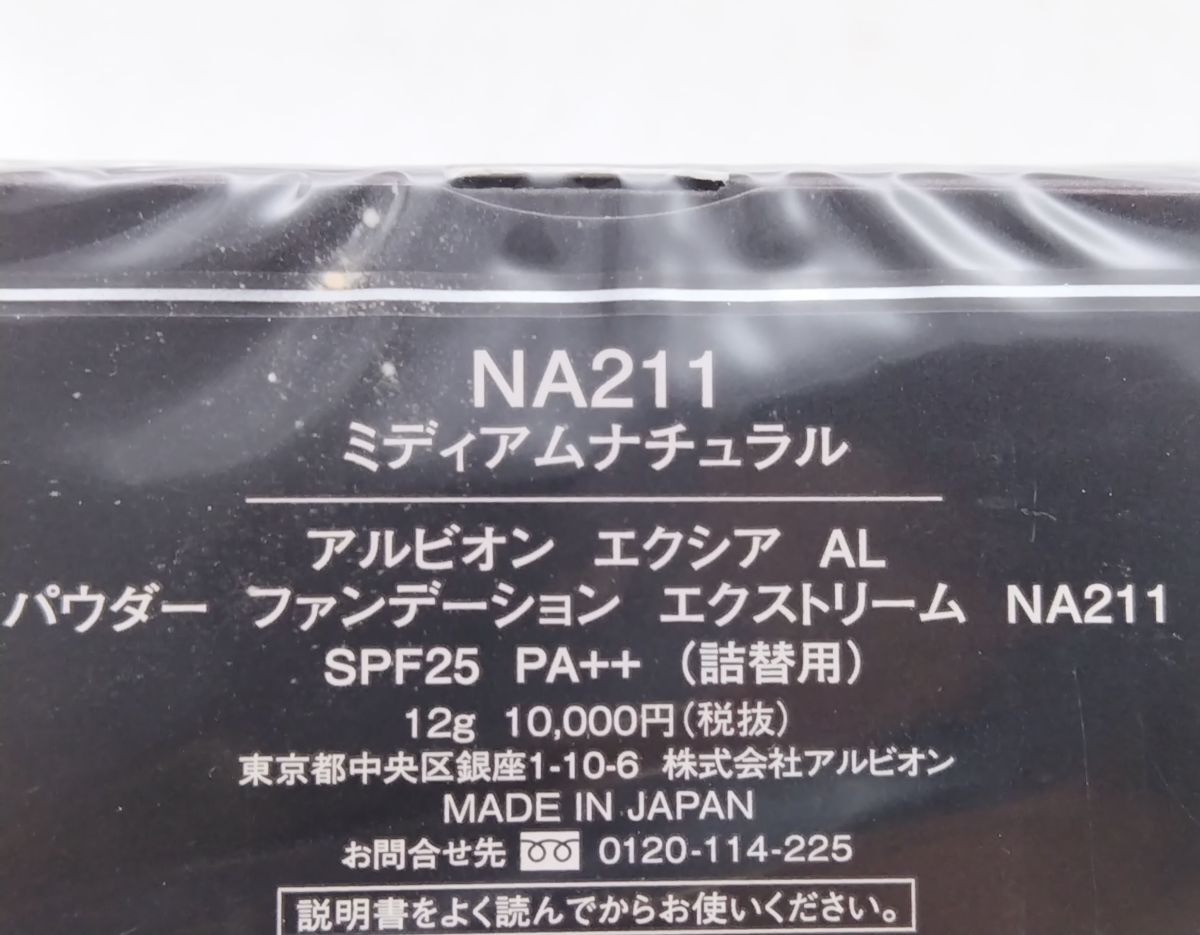 NA211
ミディアムナチュラル
アルビオン エクシア AL
パウダー ファンデーション エクストリーム NA211
SPF25 PA++ (詰替用)
12g 10,000円(税抜)
東京都中央区銀座1-10-6 株式会社アルビオン
MADE IN JAPAN
お問合せ先 0120-114-225
説明書をよく読んでからお使いください。